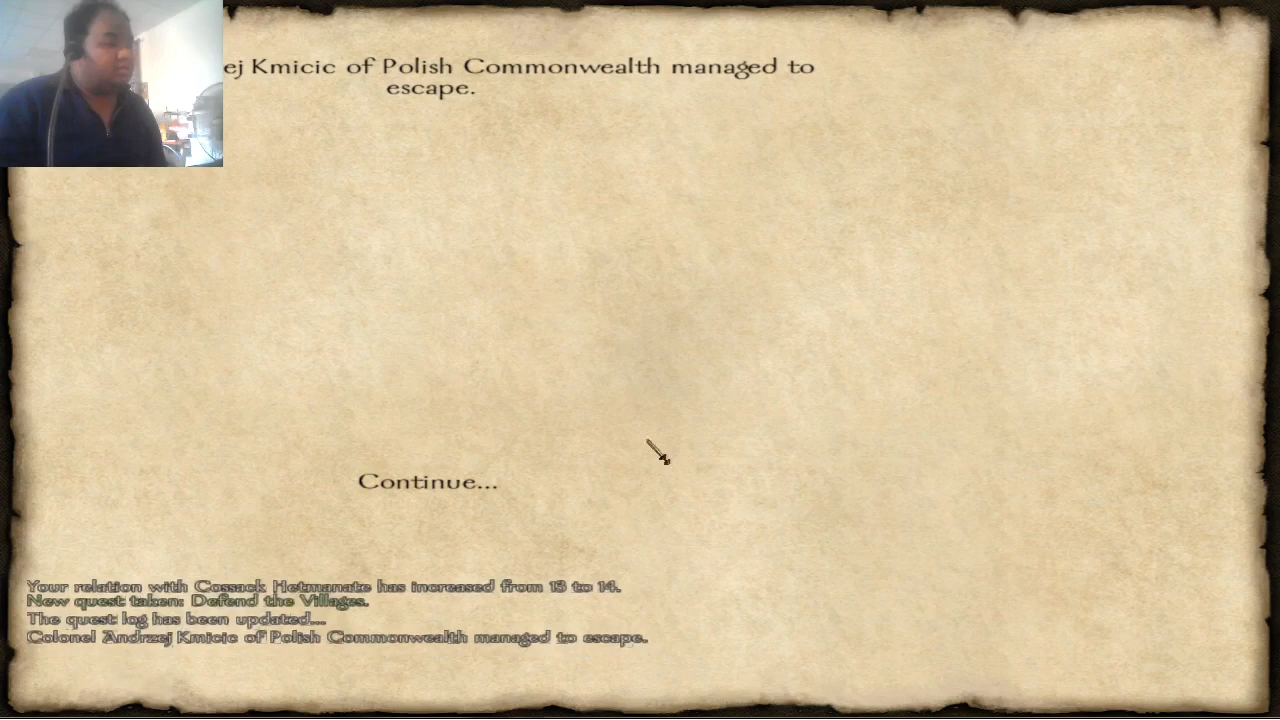 ej Kmicic of Polish Commonwealth managed to
escape.
Continue...
Your relation with Cossack Hetmanate has increased from 13 to 14.
New quest taken: Defend the Villages.
The quest log has been updated...
Colonel Andrzej Kmicic of Polish Commonwealth managed to escape.